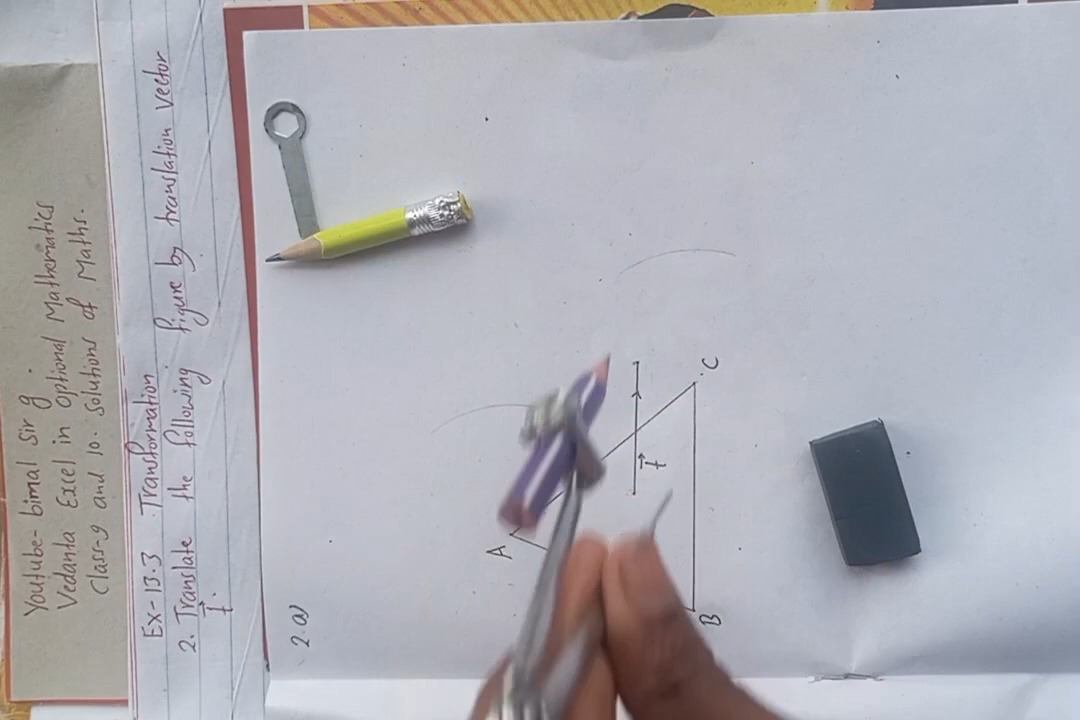 Youtube- bimal Sir g
Vedanta Excel in Optional Mathematics
Class-9 and 10. Solutions of Maths.
Ex-13.3 Transformation
2. Translate the following figure by translation vector
t.
2.a)
A
t
C
B